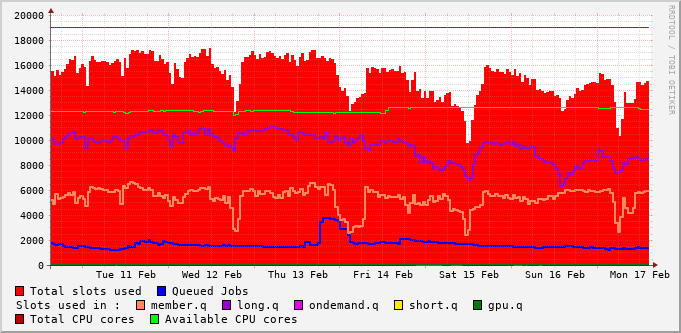 20000
18000
16000
14000
12000
10000
8000
6000
4000
2000
0
Tue 11 Feb Wed 12 Feb Thu 13 Feb Fri 14 Feb Sat 15 Feb Sun 16 Feb Mon 17 Feb
Total slots used Queued Jobs
Slots used in : member.q long.q ondemand.q short.q gpu.q
Total CPU cores Available CPU cores
RRDTOOL / TOBI OETIKER